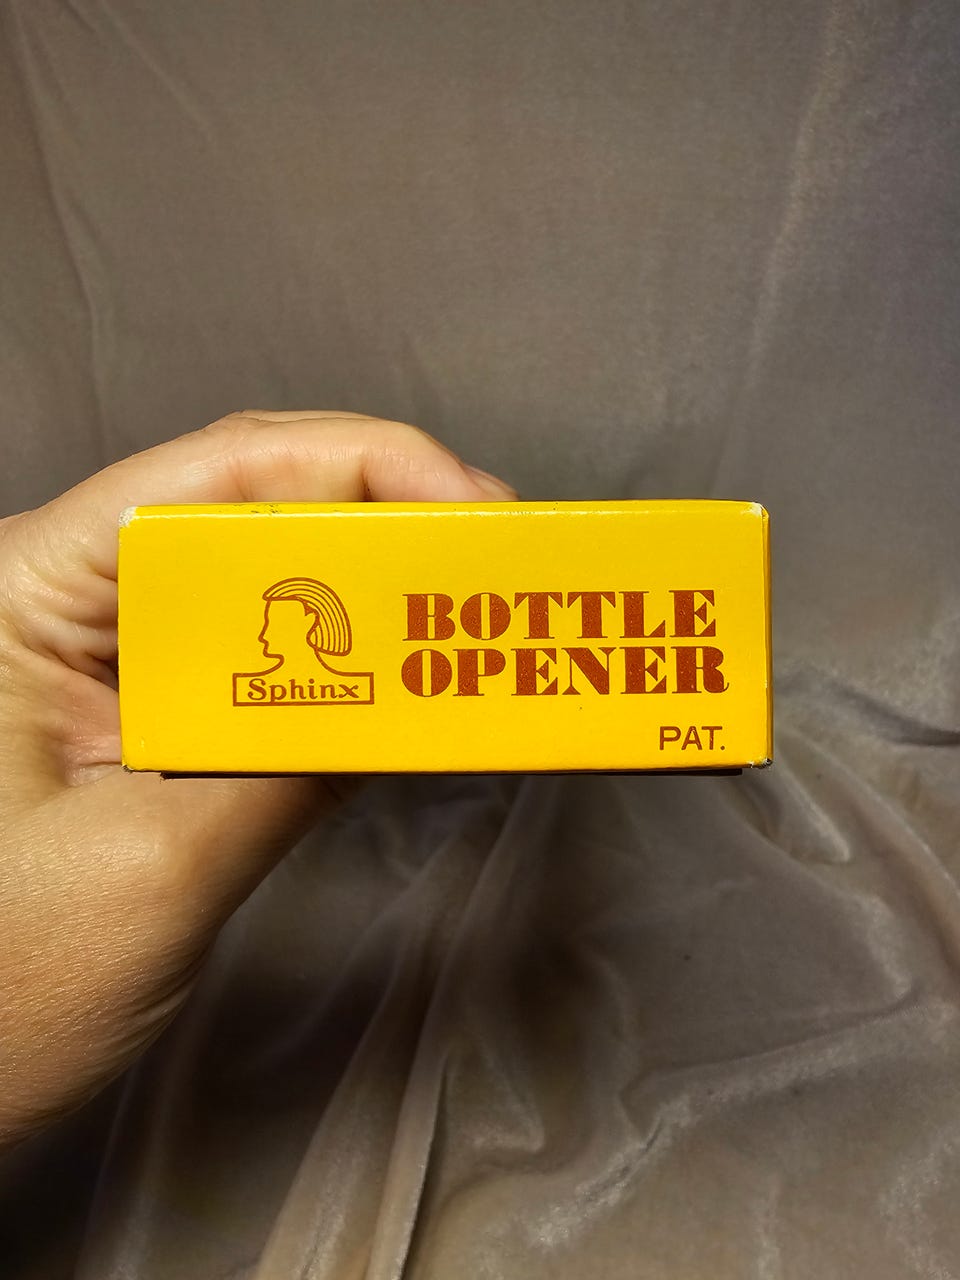 Sphinx
BOTTLE
OPENER
PAT.